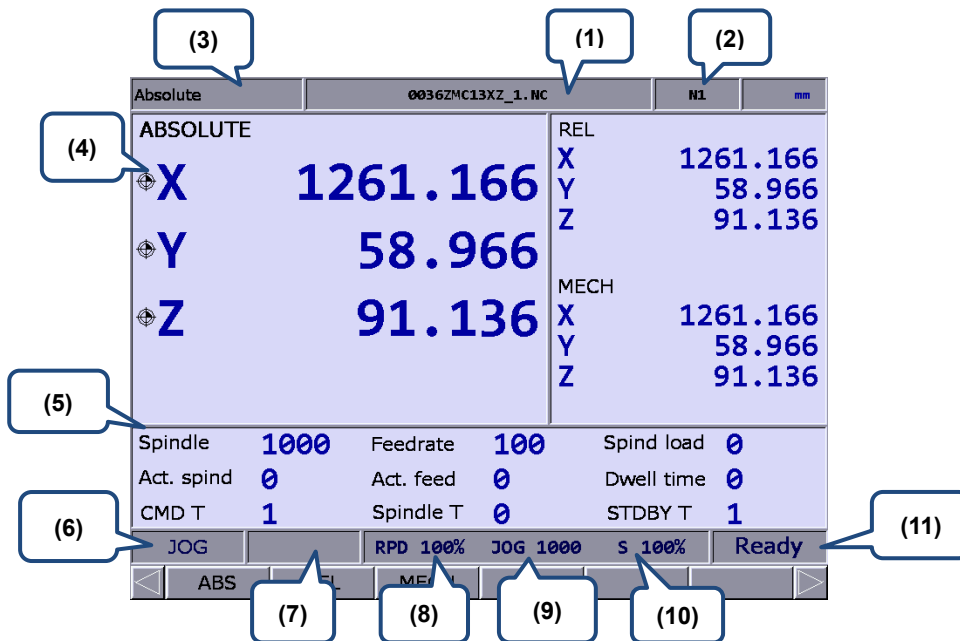 (3) (1) (2)
Absolute 0036ZMC13XZ_1.NC N1 mm
ABSOLUTE
(4)
X 1261.166
Y 58.966
Z 91.136
REL
X 1261.166
Y 58.966
Z 91.136
MECH
X 1261.166
Y 58.966
Z 91.136
(5)
Spindle 1000 Feedrate 100 Spind load 0
Act. spind 0 Act. feed 0 Dwell time 0
CMD T 1 Spindle T 0 STDBY T 1
(6) JOG RPD 100% JOG 1000 S 100% Ready (11)
ABS
(7) (8) (9) (10)